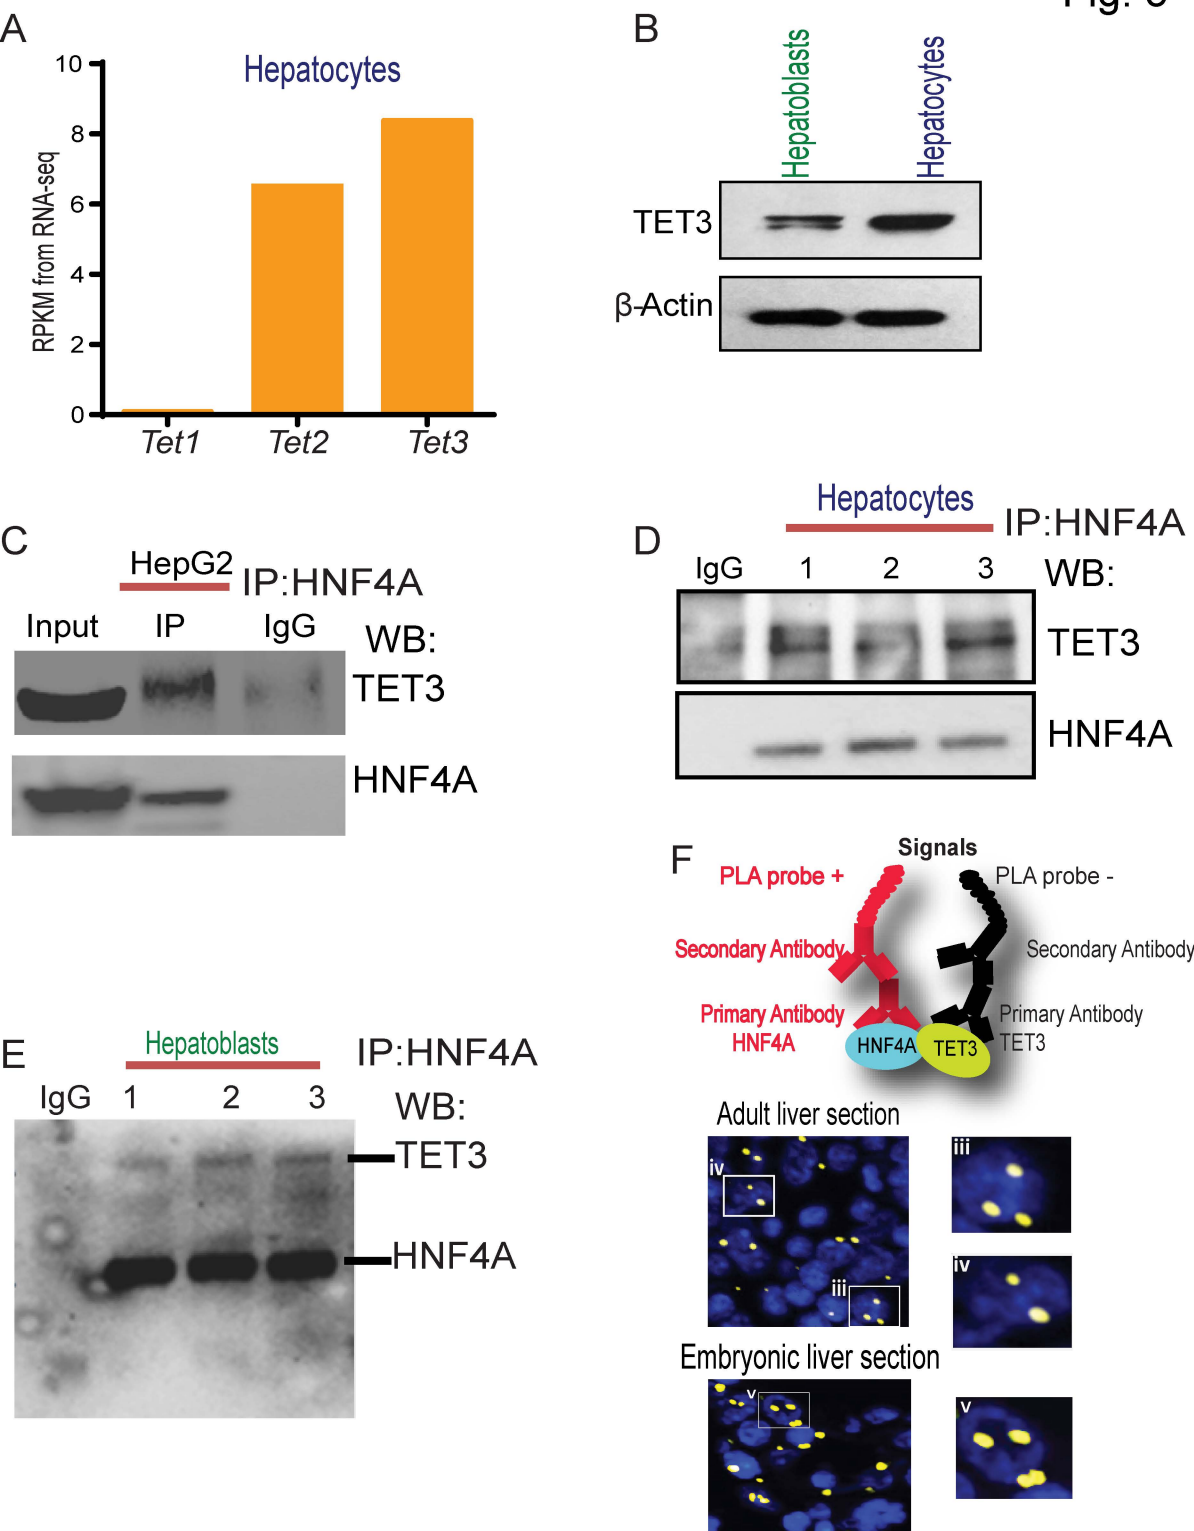 A
Hepatocytes
RPKM from RNA-seq
10
8
6
4
2
0
Tet1 Tet2 Tet3
B
Hepatoblasts
Hepatocytes
TET3
β-Actin
C
HepG2
IP:HNF4A
Input IP IgG
WB:
TET3
HNF4A
D
Hepatocytes
IP:HNF4A
IgG 1 2 3 WB:
TET3
HNF4A
E
Hepatoblasts
IP:HNF4A
IgG 1 2 3
WB:
TET3
HNF4A
F
Signals
PLA probe + PLA probe -
Secondary Antibody Secondary Antibody
Primary Antibody
HNF4A
Primary Antibody
TET3
HNF4A TET3
Adult liver section
iv
iii
iii
iv
Embryonic liver section
v
v